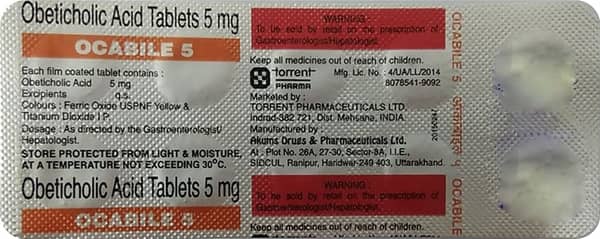 Obeticholic Acid Tablets 5 mg
OCABILE 5
Each film coated tablet contains :
Obeticholic Acid 5 mg
Excipients q.s.
Colours : Ferric Oxide USPNF Yellow &
Titanium Dioxide I.P.
Dosage : As directed by the Gastroenterologist/
Hepatologist.
STORE PROTECTED FROM LIGHT & MOISTURE,
AT A TEMPERATURE NOT EXCEEDING 30°C.
Obeticholic Acid Tablets 5 mg
OCABILE 5
WARNING :
To be sold by retail on the prescription of
Gastroenterologist/Hepatologist.
Keep all medicines out of reach of children.
torrent
PHARMA
Mfg. Lic. No. : 4/UA/LL/2014
8078541-9092
Marketed by :
TORRENT PHARMACEUTICALS LTD.
Indrad-382 721, Dist. Mehsana, INDIA.
Manufactured by :
Akums Drugs & Pharmaceuticals Ltd.
At : Plot No. 26A, 27-30, Sector-8A, I.I.E.,
SIDCUL, Ranipur, Haridwar-249 403, Uttarakhand.
WARNING :
To be sold by retail on the prescription of
Gastroenterologist/Hepatologist.
Keep all medicines out of reach of children.
OCABILE 5
OCABILE